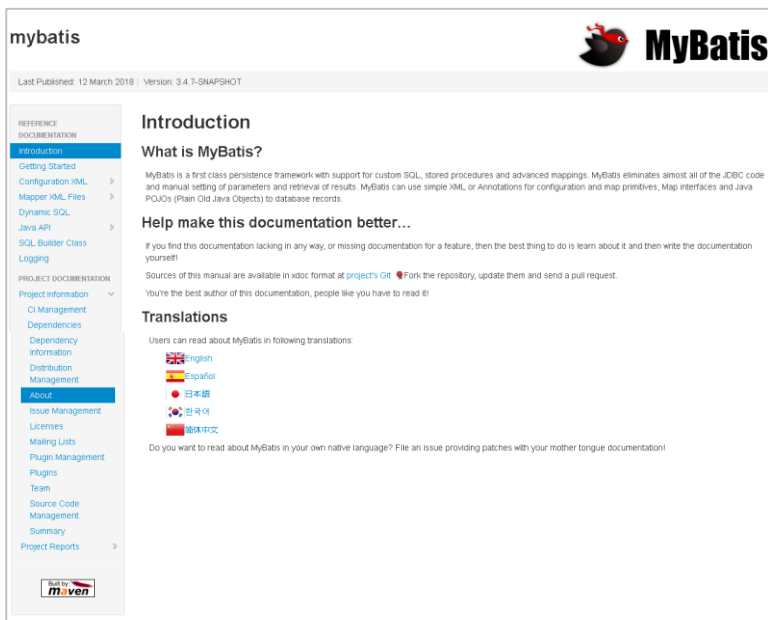 mybatis
MyBatis
Last Published: 12 March 2018 | Version: 3.4.7-SNAPSHOT
REFERENCE
DOCUMENTATION
Introduction
Getting Started
Configuration XML
Mapper XML Files
Dynamic SQL
Java API
SQL Builder Class
Logging
PROJECT DOCUMENTATION
Project Information
CI Management
Dependencies
Dependency
Information
Distribution
Management
About
Issue Management
Licenses
Mailing Lists
Plugin Management
Plugins
Team
Source Code
Management
Summary
Project Reports
Built by:
maven
Introduction
What is MyBatis?
MyBatis is a first class persistence framework with support for custom SQL, stored procedures and advanced mappings. MyBatis eliminates almost all of the JDBC code
and manual setting of parameters and retrieval of results. MyBatis can use simple XML or Annotations for configuration and map primitives, Map interfaces and Java
POJOs (Plain Old Java Objects) to database records.
Help make this documentation better…
If you find this documentation lacking in any way, or missing documentation for a feature, then the best thing to do is learn about it and then write the documentation
yourself!
Sources of this manual are available in xdoc format at project's Git Fork the repository, update them and send a pull request.
You're the best author of this documentation, people like you have to read it!
Translations
Users can read about MyBatis in following translations:
English
Español
日本語
한국어
简体中文
Do you want to read about MyBatis in your own native language? File an issue providing patches with your mother tongue documentation!